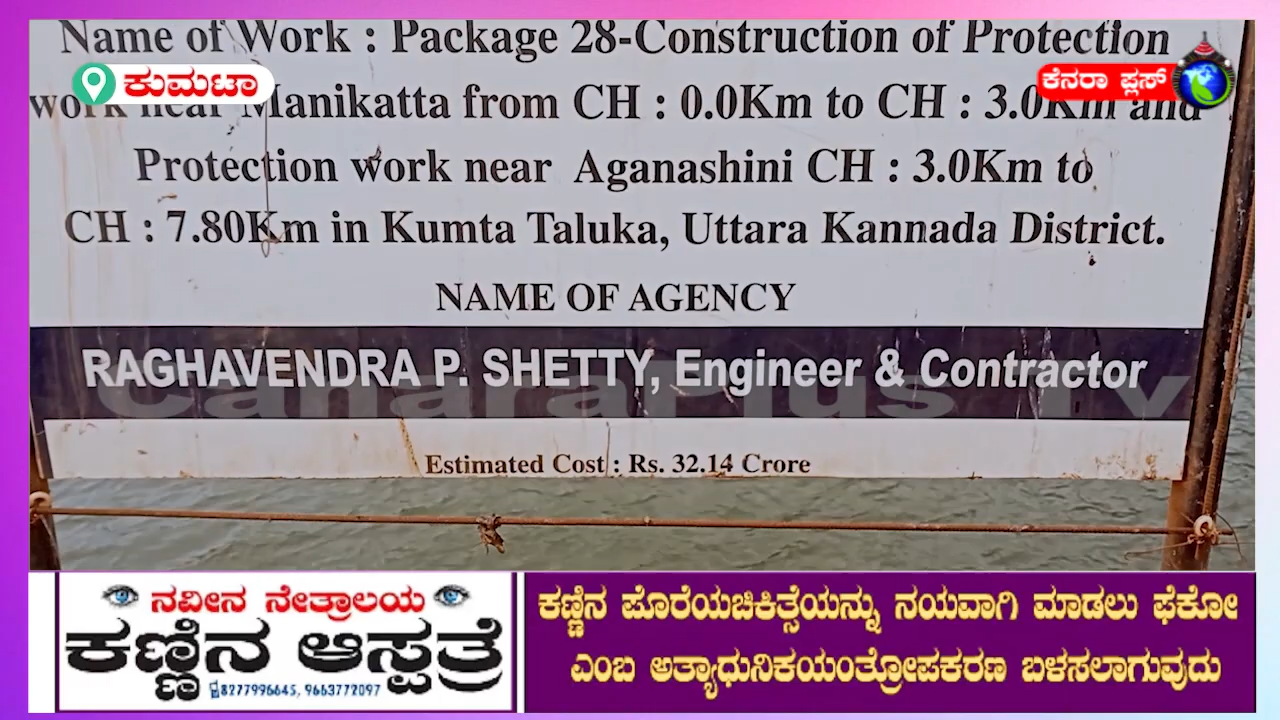 Name of Work : Package 28-Construction of Protection
ಕುಮಟಾ
ಕೆನರಾ ಪ್ಲಸ್
work near Manikatta from CH : 0.0Km to CH : 3.0Km and
Protection work near Aganashini CH : 3.0Km to
CH : 7.80Km in Kumta Taluka, Uttara Kannada District.
NAME OF AGENCY
RAGHAVENDRA P. SHETTY, Engineer & Contractor
CanaraPlus Tv
Estimated Cost : Rs. 32.14 Crore
ನವೀನ ನೇತ್ರಾಲಯ
ಕಣ್ಣಿನ ಆಸ್ಪತ್ರೆ
8277996645, 9663772097
ಕಣ್ಣಿನ ಪೊರೆಯಚಿಕಿತ್ಸೆಯನ್ನು ನಯವಾಗಿ ಮಾಡಲು ಫೆಕೋ
ಎಂಬ ಅತ್ಯಾಧುನಿಕಯಂತ್ರೋಪಕರಣ ಬಳಸಲಾಗುವುದು